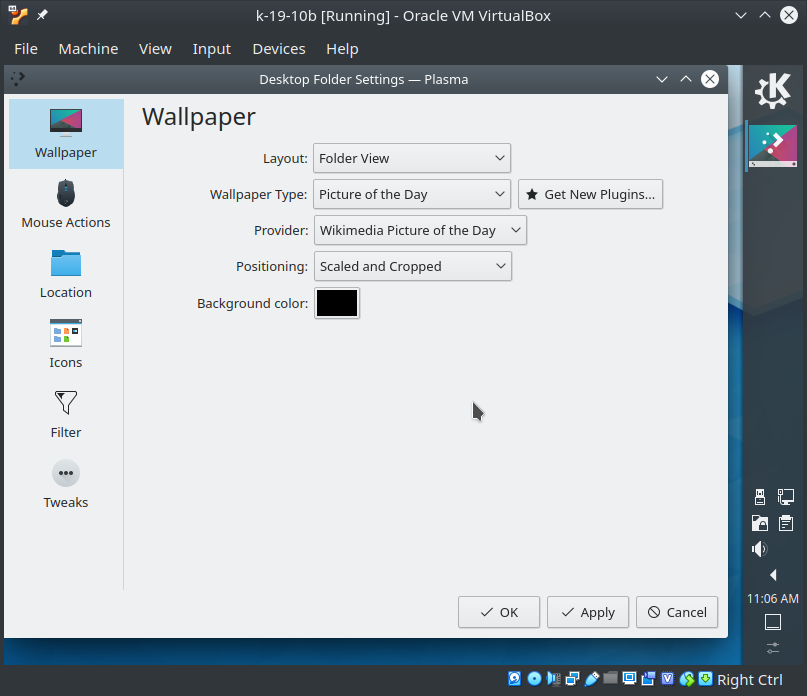 k-19-10b [Running] - Oracle VM VirtualBox
File Machine View Input Devices Help
Desktop Folder Settings — Plasma
Wallpaper
Mouse Actions
Location
Icons
Filter
Tweaks
Wallpaper
Layout: Folder View
Wallpaper Type: Picture of the Day Get New Plugins...
Provider: Wikimedia Picture of the Day
Positioning: Scaled and Cropped
Background color:
OK Apply Cancel
11:06 AM
Right Ctrl